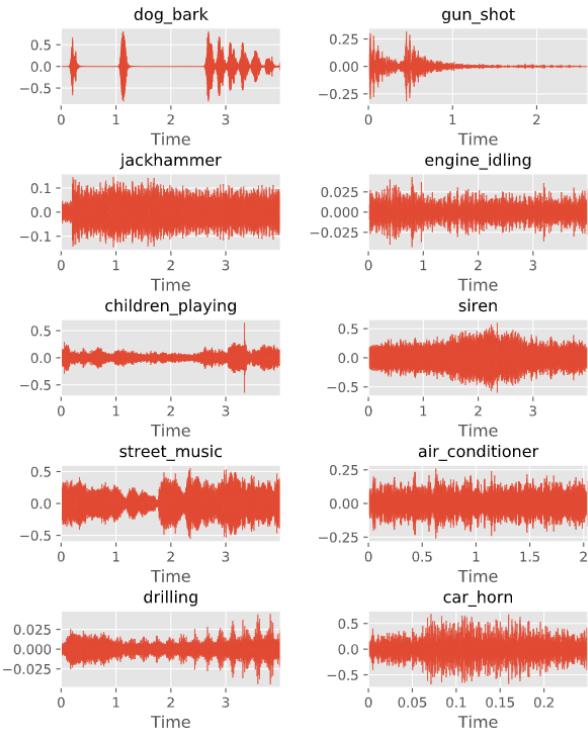 dog_bark
0.5
0.0
−0.5
0 1 2 3
Time
gun_shot
0.25
0.00
−0.25
0 1 2
Time
jackhammer
0.1
0.0
−0.1
0 1 2 3
Time
engine_idling
0.025
0.000
−0.025
0 1 2 3
Time
children_playing
0.5
0.0
−0.5
0 1 2 3
Time
siren
0.5
0.0
−0.5
0 1 2 3
Time
street_music
0.5
0.0
−0.5
0 1 2 3
Time
air_conditioner
0.25
0.00
−0.25
0 0.5 1 1.5 2
Time
drilling
0.025
0.000
−0.025
0 1 2 3
Time
car_horn
0.5
0.0
−0.5
0 0.05 0.1 0.15 0.2
Time